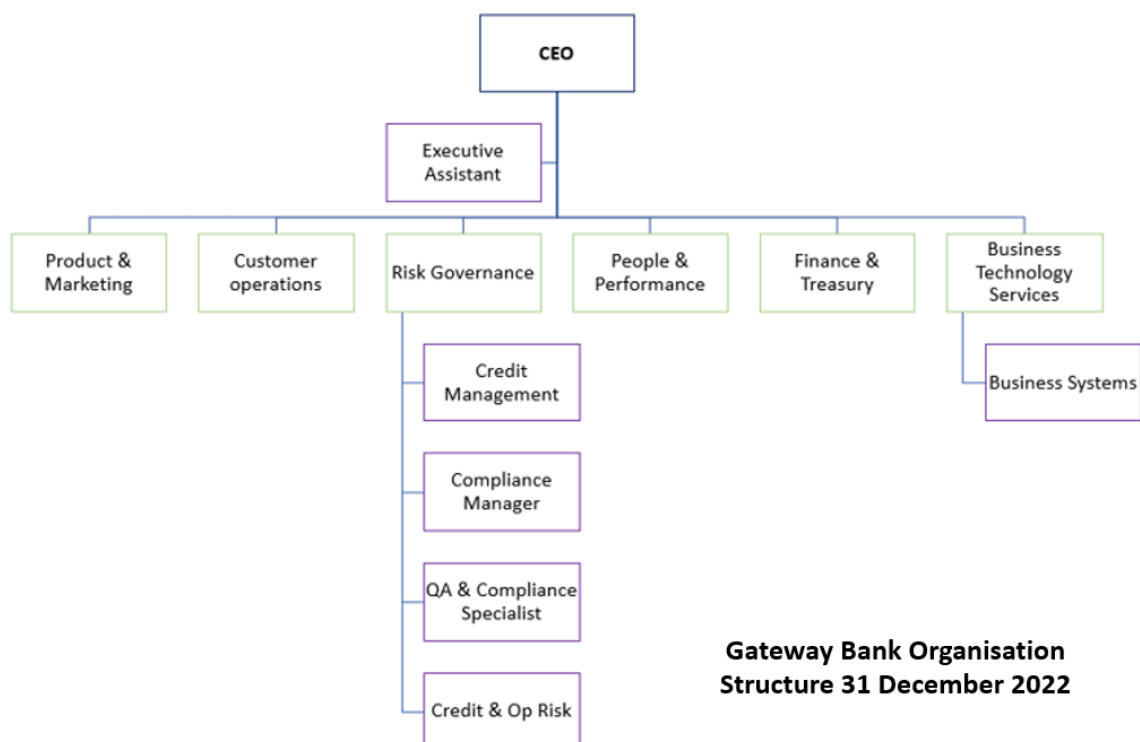 CEO
Executive
Assistant
Product &
Marketing
Customer
operations
Risk Governance
People &
Performance
Finance &
Treasury
Business
Technology
Services
Credit
Management
Business Systems
Compliance
Manager
QA & Compliance
Specialist
Credit & Op Risk
Gateway Bank Organisation
Structure 31 December 2022